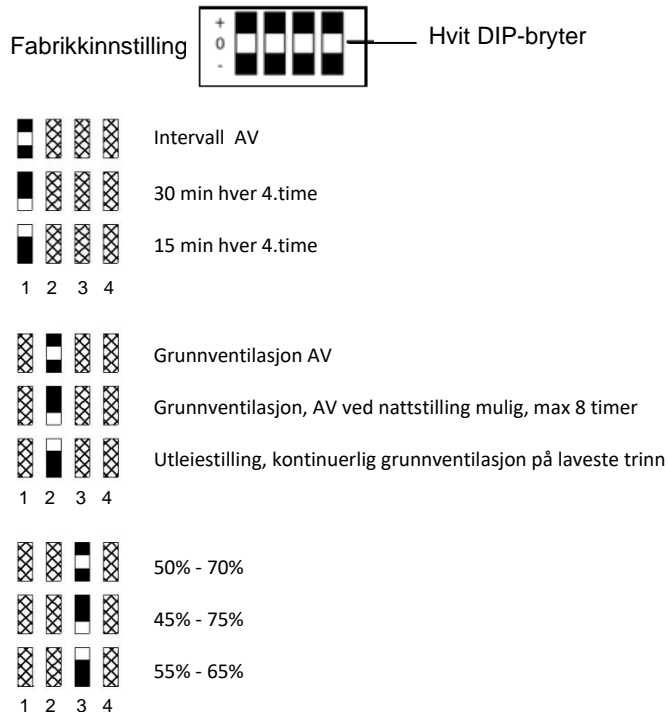 Fabrikkinnstilling
+
0
-
Hvit DIP-bryter
Intervall AV
30 min hver 4.time
15 min hver 4.time
1 2 3 4
Grunnventilasjon AV
Grunnventilasjon, AV ved nattstilling mulig, max 8 timer
Utleiestilling, kontinuerlig grunnventilasjon på laveste trinn
1 2 3 4
50% - 70%
45% - 75%
55% - 65%
1 2 3 4